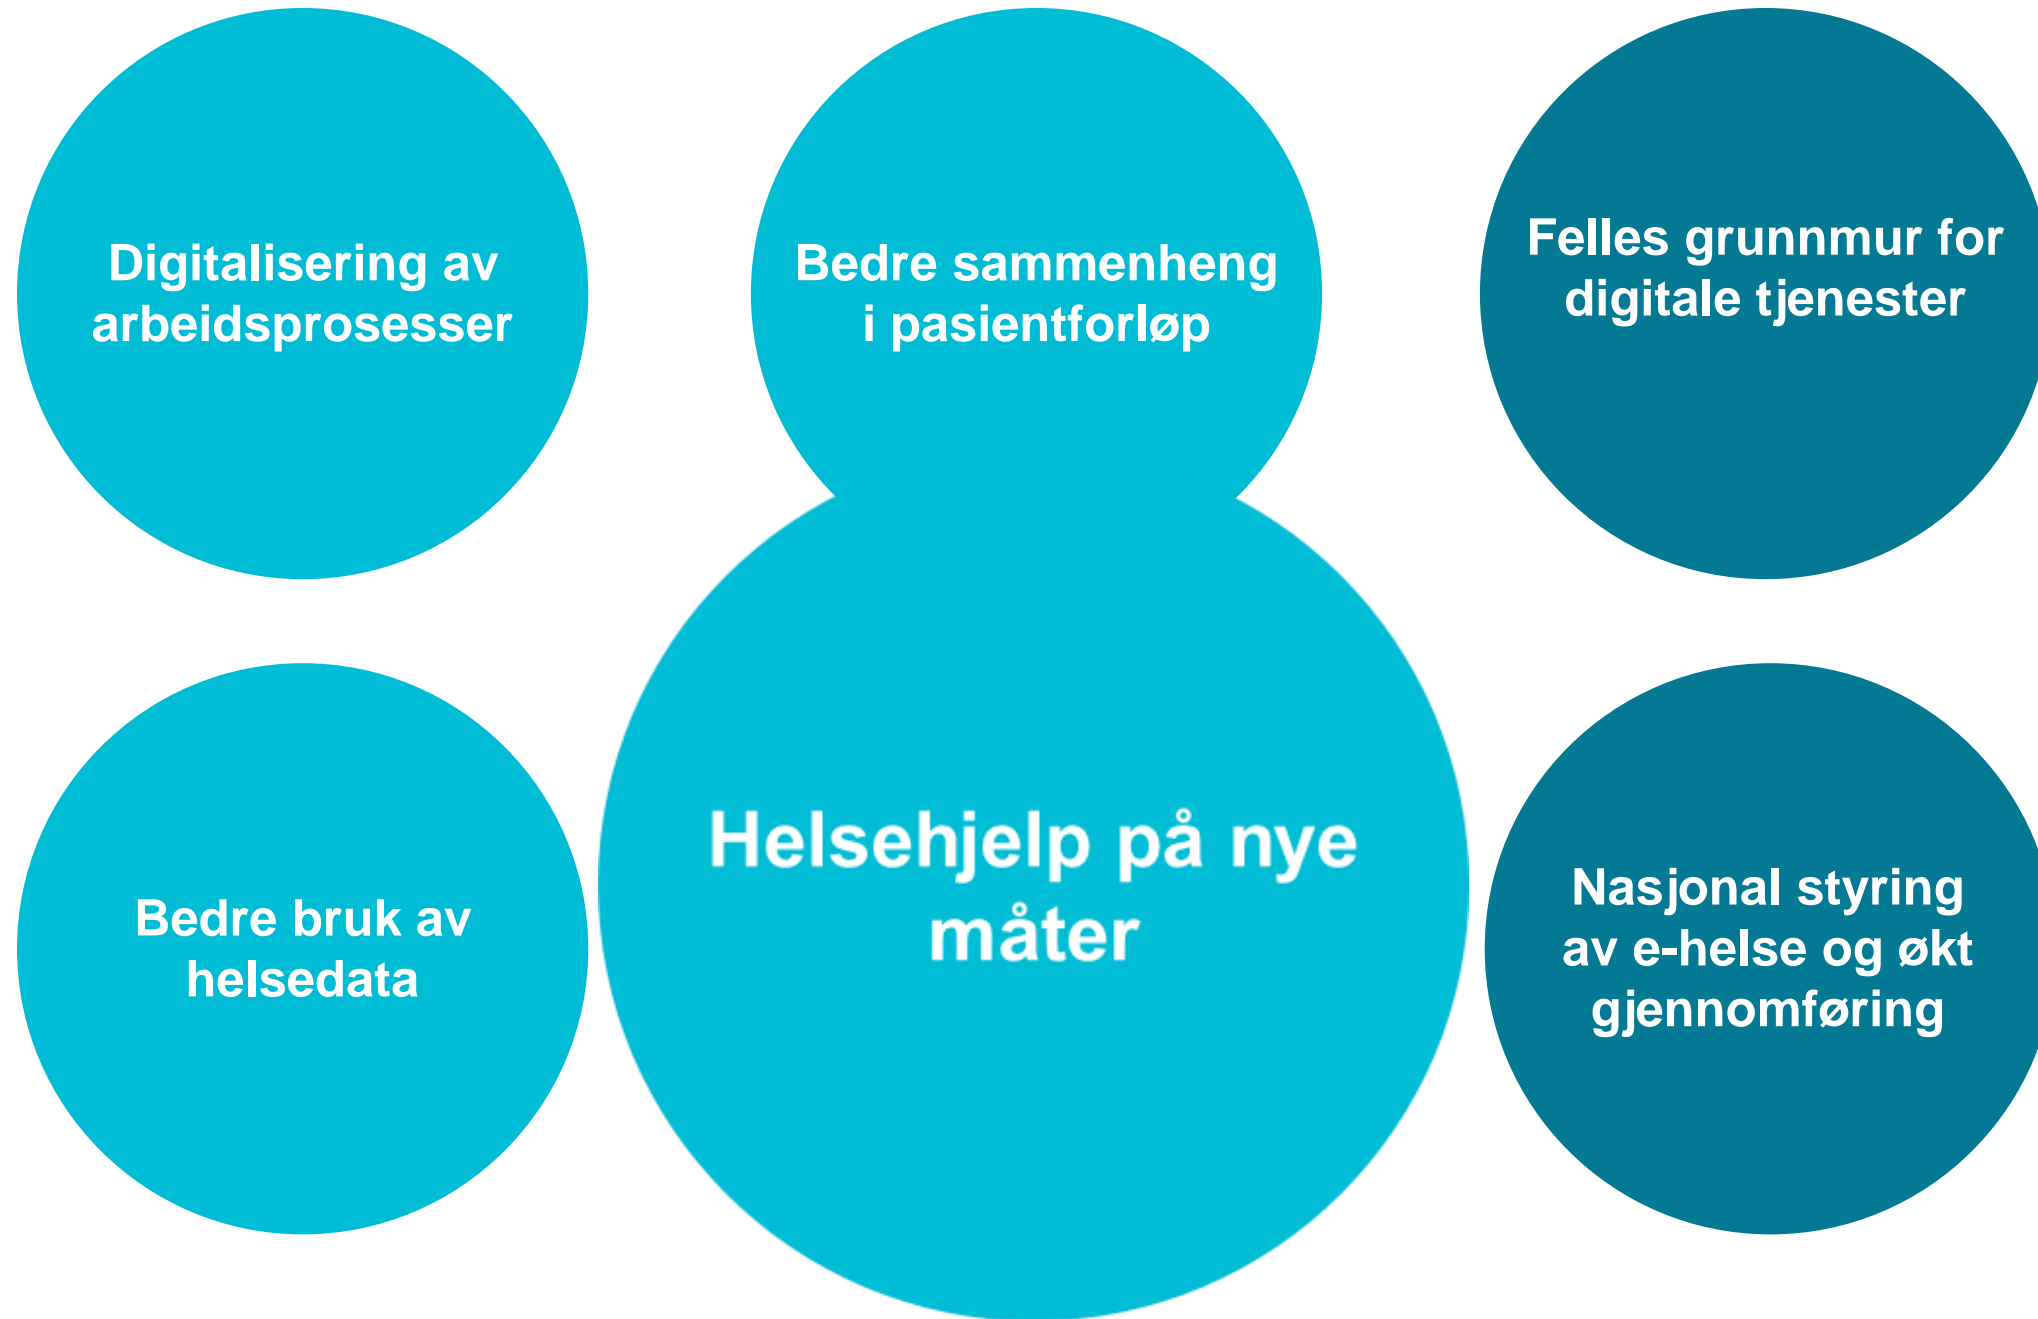 Digitalisering av
arbeidsprosesser
Bedre sammenheng
i pasientforløp
Felles grunnmur for
digitale tjenester
Bedre bruk av
helsedata
Helsehjelp på nye
måter
Nasjonal styring
av e-helse og økt
gjennomføring